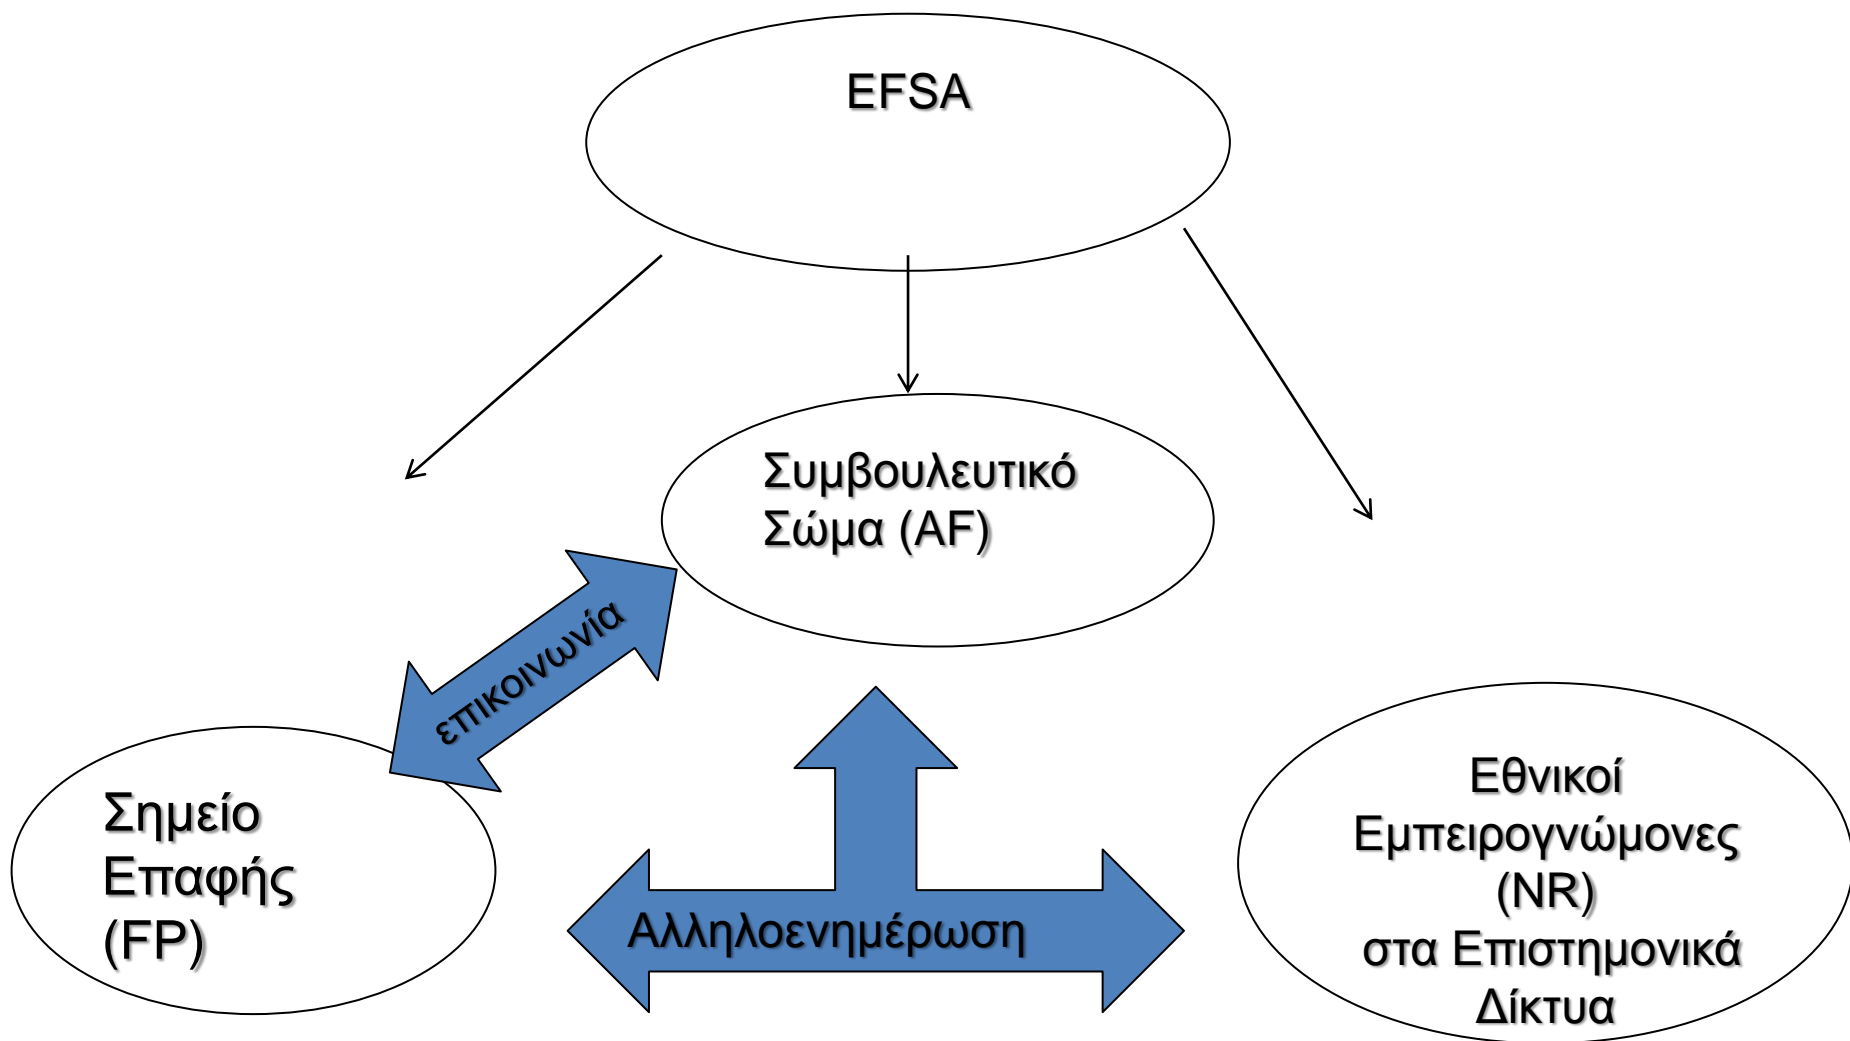 EFSA
Συμβουλευτικό
Σώμα (AF)
επικοινωνία
Σημείο
Επαφής
(FP)
Αλληλοενημέρωση
Εθνικοί
Εμπειρογνώμονες
(NR)
στα Επιστημονικά
Δίκτυα